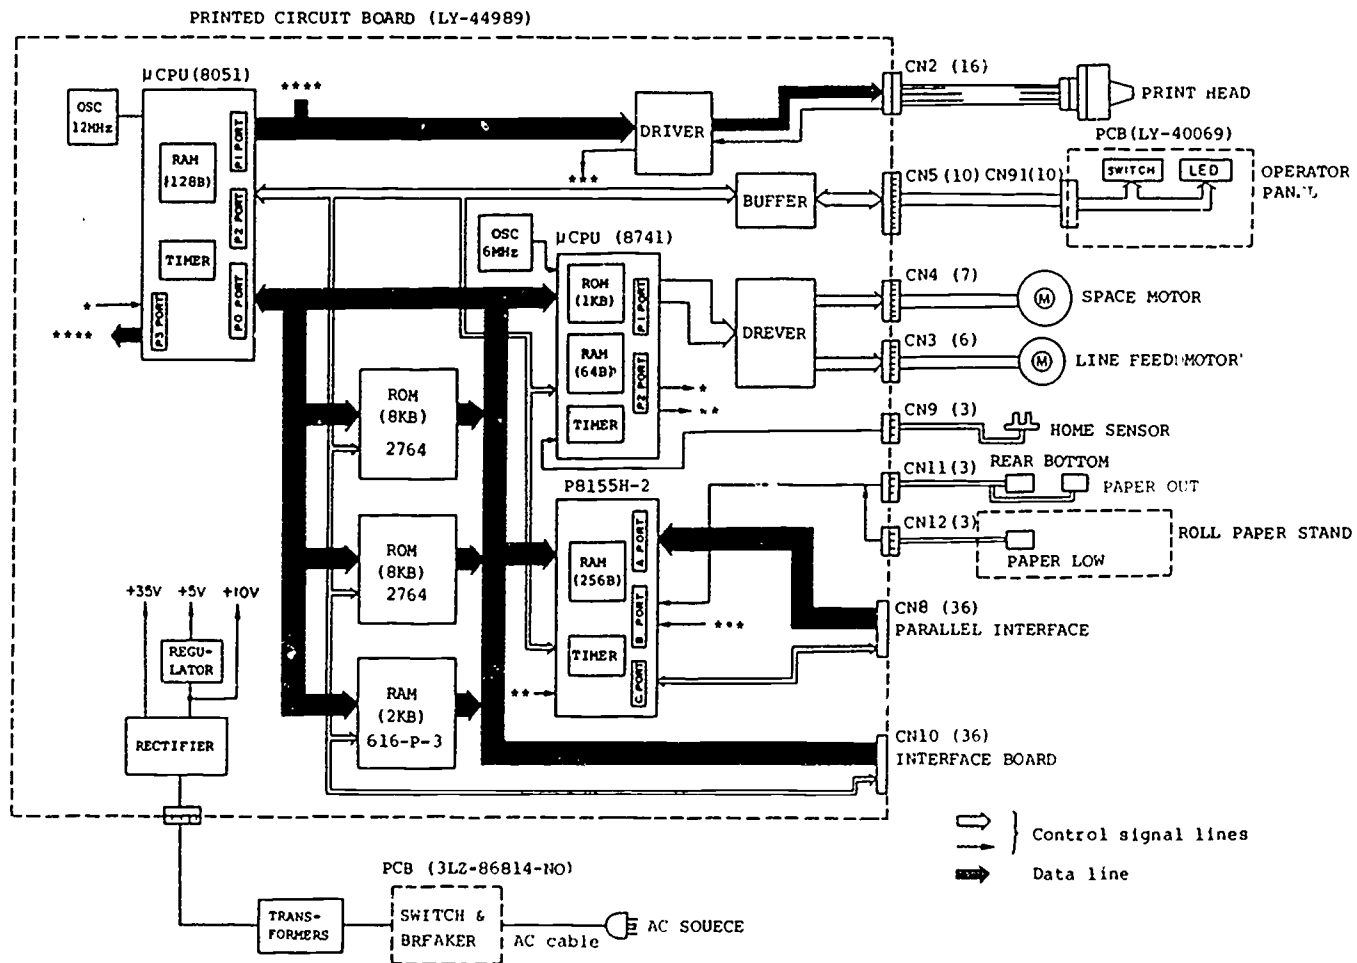 PRINTED CIRCUIT BOARD (LY-44989)
µCPU(8051)
****
OSC
12MHz
RAM
(128B)
TIMER
P1 PORT
P2 PORT
P0 PORT
P3 PORT
*
****
DRIVER
***
CN2 (16)
PRINT HEAD
PCB(LY-40069)
SWITCH
LED
OPERATOR
BUFFER
CN5 (10) CN91(10)
OSC
6MHz
µCPU (8741)
ROM
(1KB)
RAM
(64B)
TIMER
P1 PORT
P2 PORT
*
**
DREVER
CN4 (7)
M
SPACE MOTOR
CN3 (6)
M
LINE FEED MOTOR
CN9 (3)
HOME SENSOR
CN11(3)
REAR BOTTOM
PAPER OUT
CN12(3)
PAPER LOW
ROLL PAPER STAND
ROM
(8KB)
2764
ROM
(8KB)
2764
RAM
(2KB)
616-P-3
P8155H-2
RAM
(256B)
TIMER
A PORT
B PORT
C PORT
***
**
CN8 (36)
PARALLEL INTERFACE
CN10 (36)
INTERFACE BOARD
+35V
+5V
+10V
REGU-
LATOR
RECTIFIER
TRANS-
FORMERS
PCB (3LZ-86814-NO)
SWITCH &
BREAKER
AC cable
AC SOUECE
Control signal lines
Data line